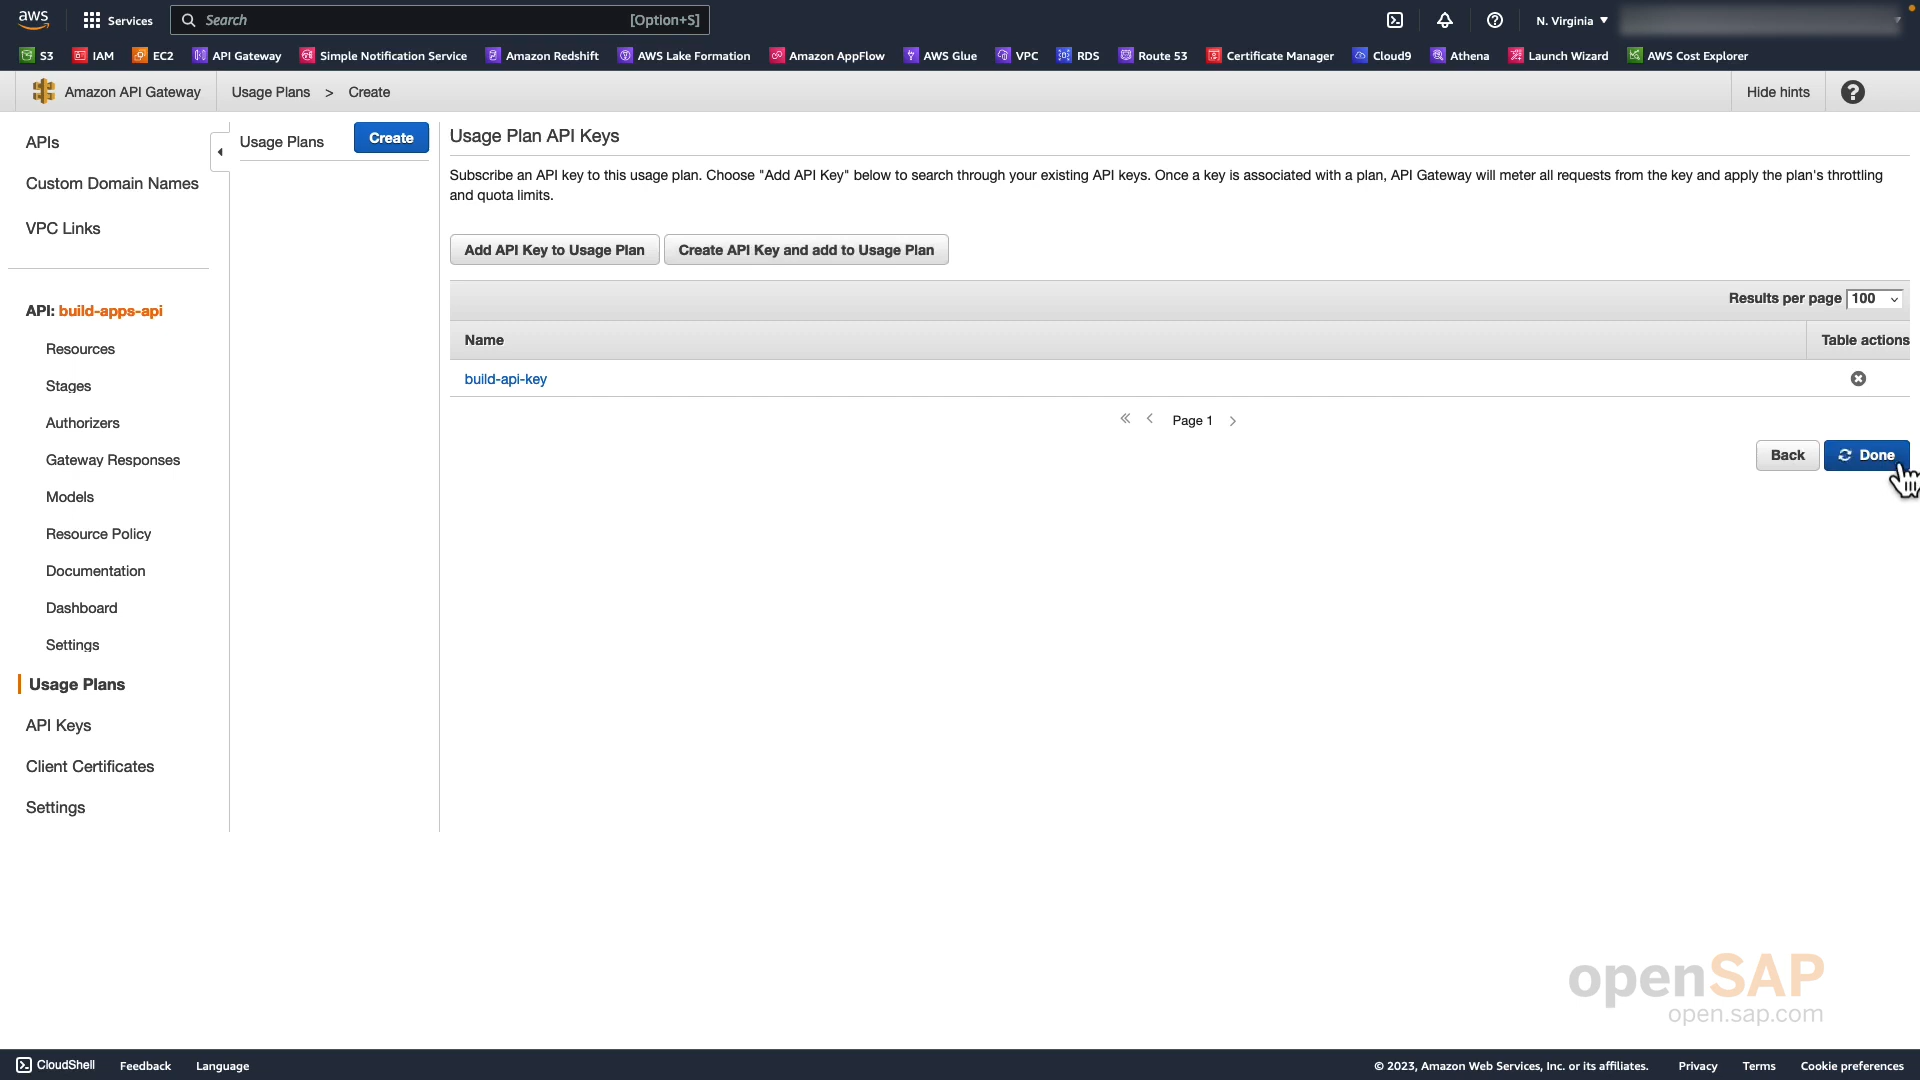 aws
Services
Search
[Option+S]
N. Virginia
S3
IAM
EC2
API Gateway
Simple Notification Service
Amazon Redshift
AWS Lake Formation
Amazon AppFlow
AWS Glue
VPC
RDS
Route 53
Certificate Manager
Cloud9
Athena
Launch Wizard
AWS Cost Explorer
Amazon API Gateway
Usage Plans > Create
Hide hints
?
APIs
Custom Domain Names
VPC Links
API: build-apps-api
Resources
Stages
Authorizers
Gateway Responses
Models
Resource Policy
Documentation
Dashboard
Settings
Usage Plans
API Keys
Client Certificates
Settings
Usage Plans
Create
Usage Plan API Keys
Subscribe an API key to this usage plan. Choose "Add API Key" below to search through your existing API keys. Once a key is associated with a plan, API Gateway will meter all requests from the key and apply the plan's throttling
and quota limits.
Add API Key to Usage Plan
Create API Key and add to Usage Plan
Results per page 100
Name
Table actions
build-api-key
« < Page 1 >
Back
Done
openSAP
open.sap.com
CloudShell
Feedback
Language
© 2023, Amazon Web Services, Inc. or its affiliates.
Privacy
Terms
Cookie preferences